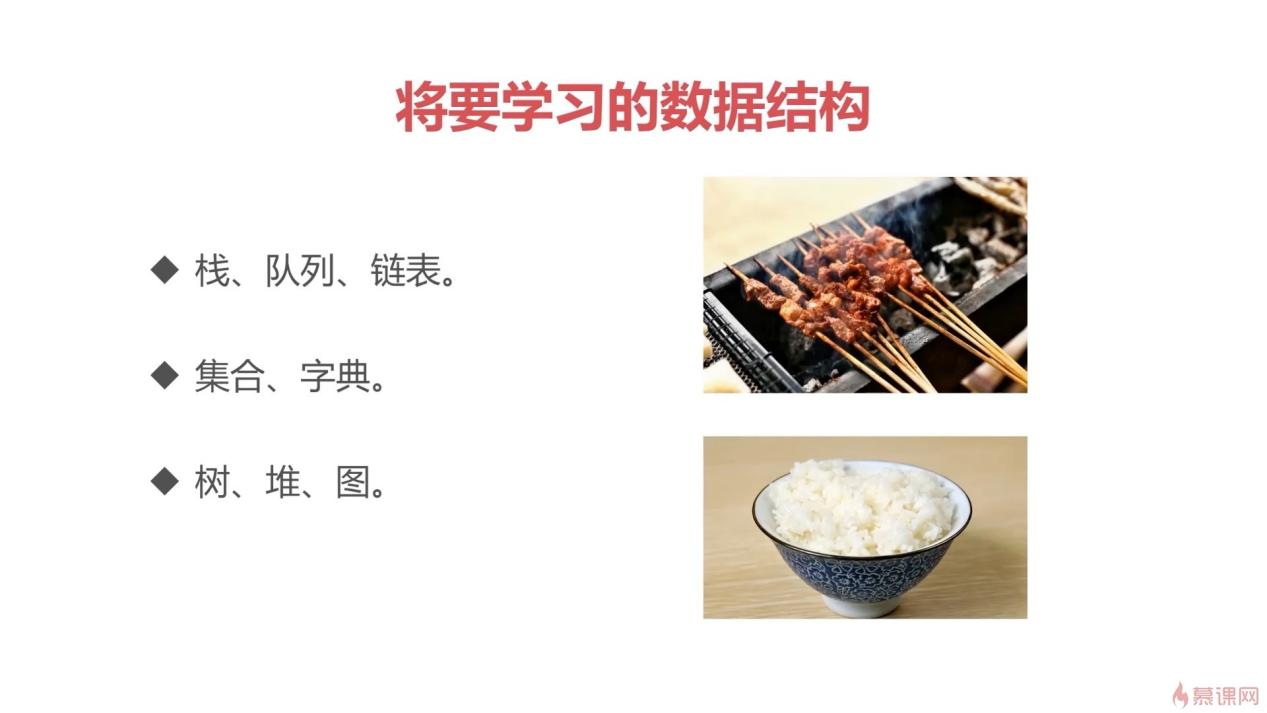 将要学习的数据结构
◆ 栈、队列、链表。
◆ 集合、字典。
◆ 树、堆、图。
慕课网